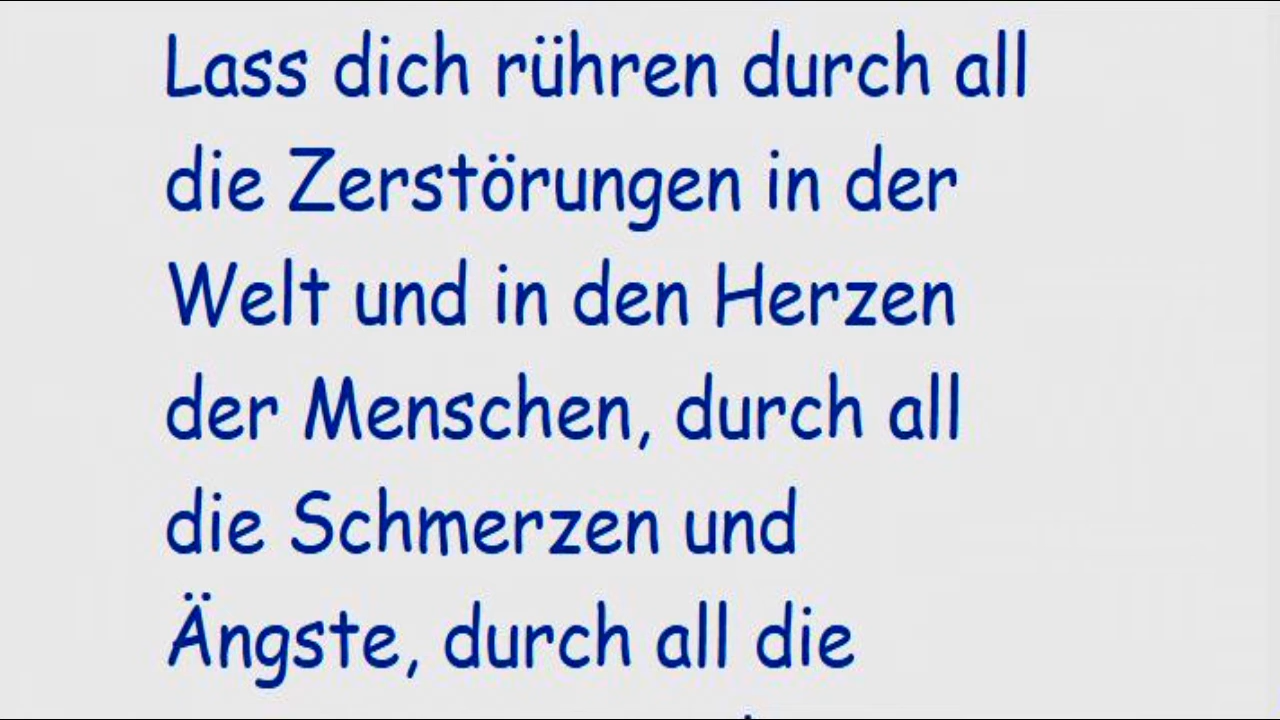 Lass dich rühren durch all
die Zerstörungen in der
Welt und in den Herzen
der Menschen, durch all
die Schmerzen und
Ängste, durch all die